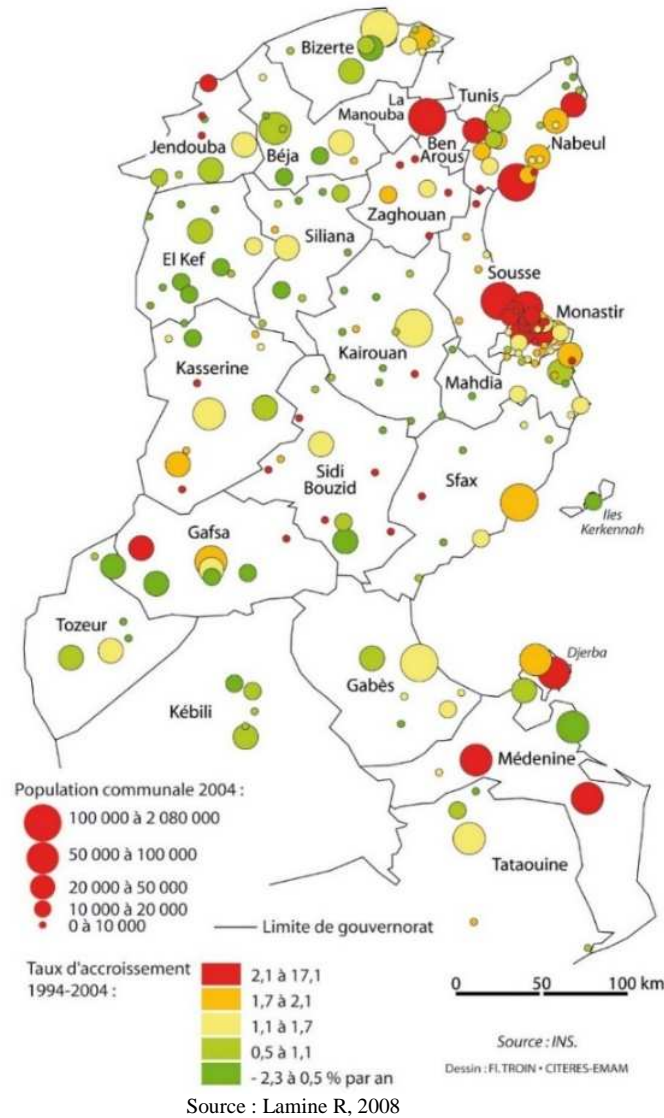 Bizerte
Tunis
La
Manouba
Jendouba
Béja
Ben
Arous
Nabeul
Zaghouan
Siliana
El Kef
Sousse
Monastir
Kairouan
Kasserine
Mahdia
Sidi
Bouzid
Sfax
Iles
Kerkennah
Gafsa
Tozeur
Djerba
Gabès
Kébili
Médenine
Tataouine
Population communale 2004 :
100 000 à 2 080 000
50 000 à 100 000
20 000 à 50 000
10 000 à 20 000
0 à 10 000
Limite de gouvernorat
Taux d'accroissement
1994-2004 :
2,1 à 17,1
1,7 à 2,1
1,1 à 1,7
0,5 à 1,1
- 2,3 à 0,5 % par an
0 50 100 km
Source : INS.
Dessin : Fl. TROIN • CITERES-EMAM
Source : Lamine R, 2008